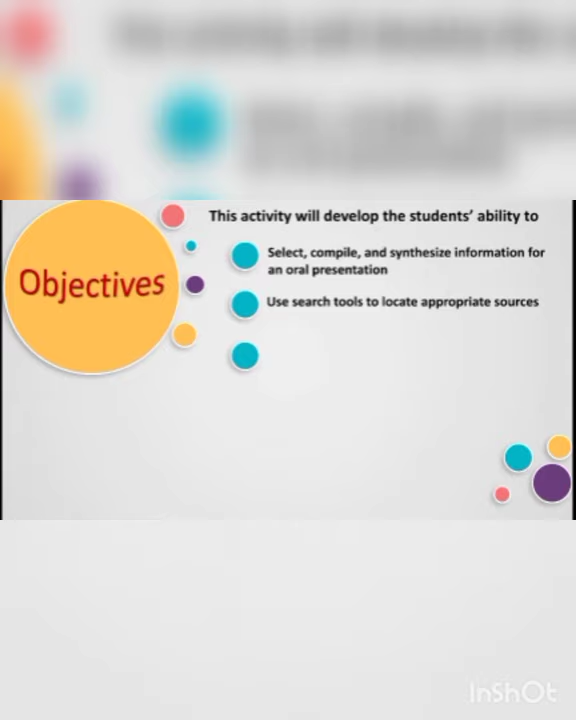 Objectives
This activity will develop the students' ability to
Select, compile, and synthesize information for
an oral presentation
Use search tools to locate appropriate sources
InShOt